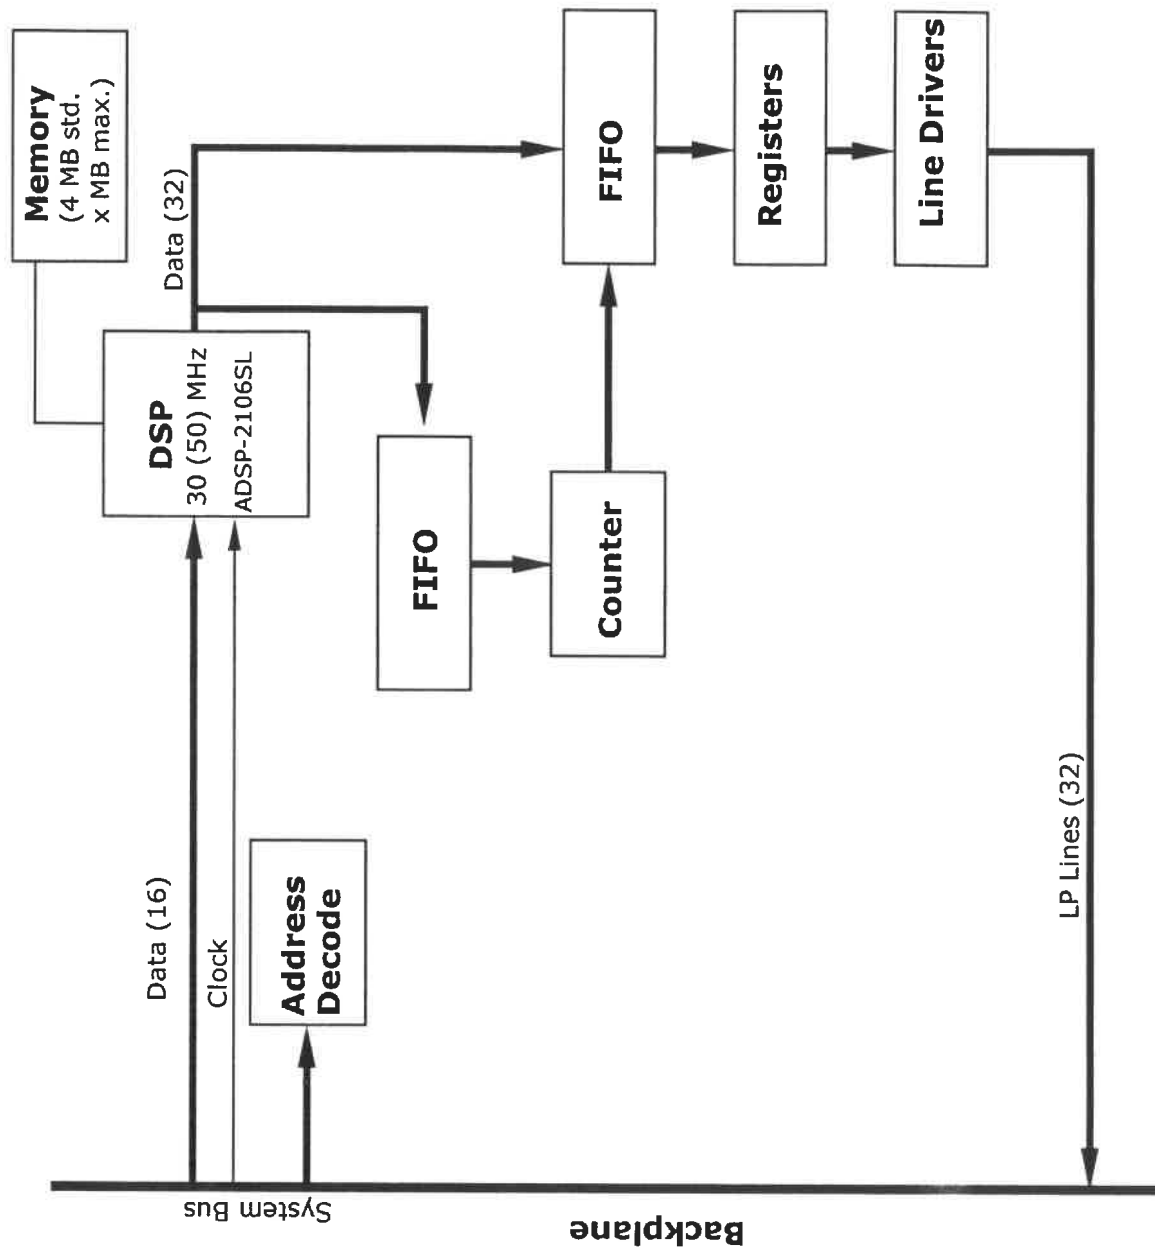 Memory
(4 MB std.
x MB max.)
Data (32)
DSP
30 (50) MHz
ADSP-2106SL
Data (16)
Clock
Address
Decode
FIFO
Counter
FIFO
Registers
Line Drivers
LP Lines (32)
System Bus
Backplane